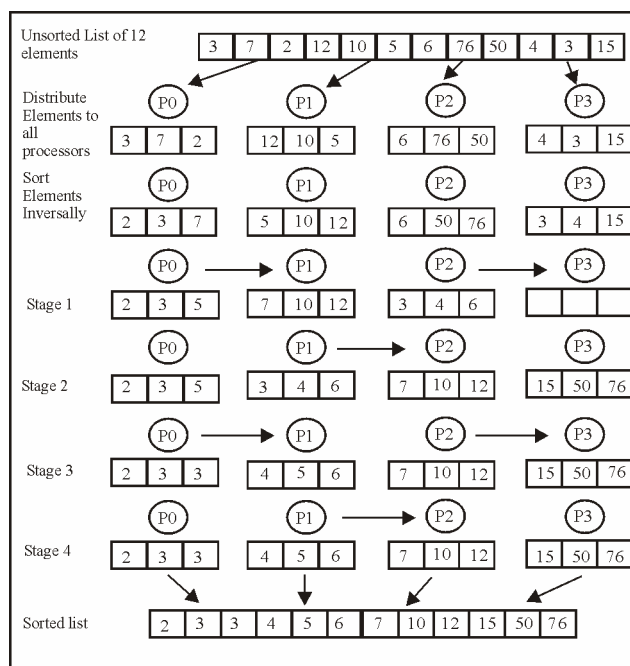 Unsorted List of 12 elements
3 7 2 12 10 5 6 76 50 4 3 15
Distribute Elements to all processors
P0 P1 P2 P3
3 7 2 12 10 5 6 76 50 4 3 15
Sort Elements Inversally
P0 P1 P2 P3
2 3 7 5 10 12 6 50 76 3 4 15
P0 P1 P2 P3
Stage 1
2 3 5 7 10 12 3 4 6
P0 P1 P2 P3
Stage 2
2 3 5 3 4 6 7 10 12 15 50 76
P0 P1 P2 P3
Stage 3
2 3 3 4 5 6 7 10 12 15 50 76
P0 P1 P2 P3
Stage 4
2 3 3 4 5 6 7 10 12 15 50 76
Sorted list
2 3 3 4 5 6 7 10 12 15 50 76